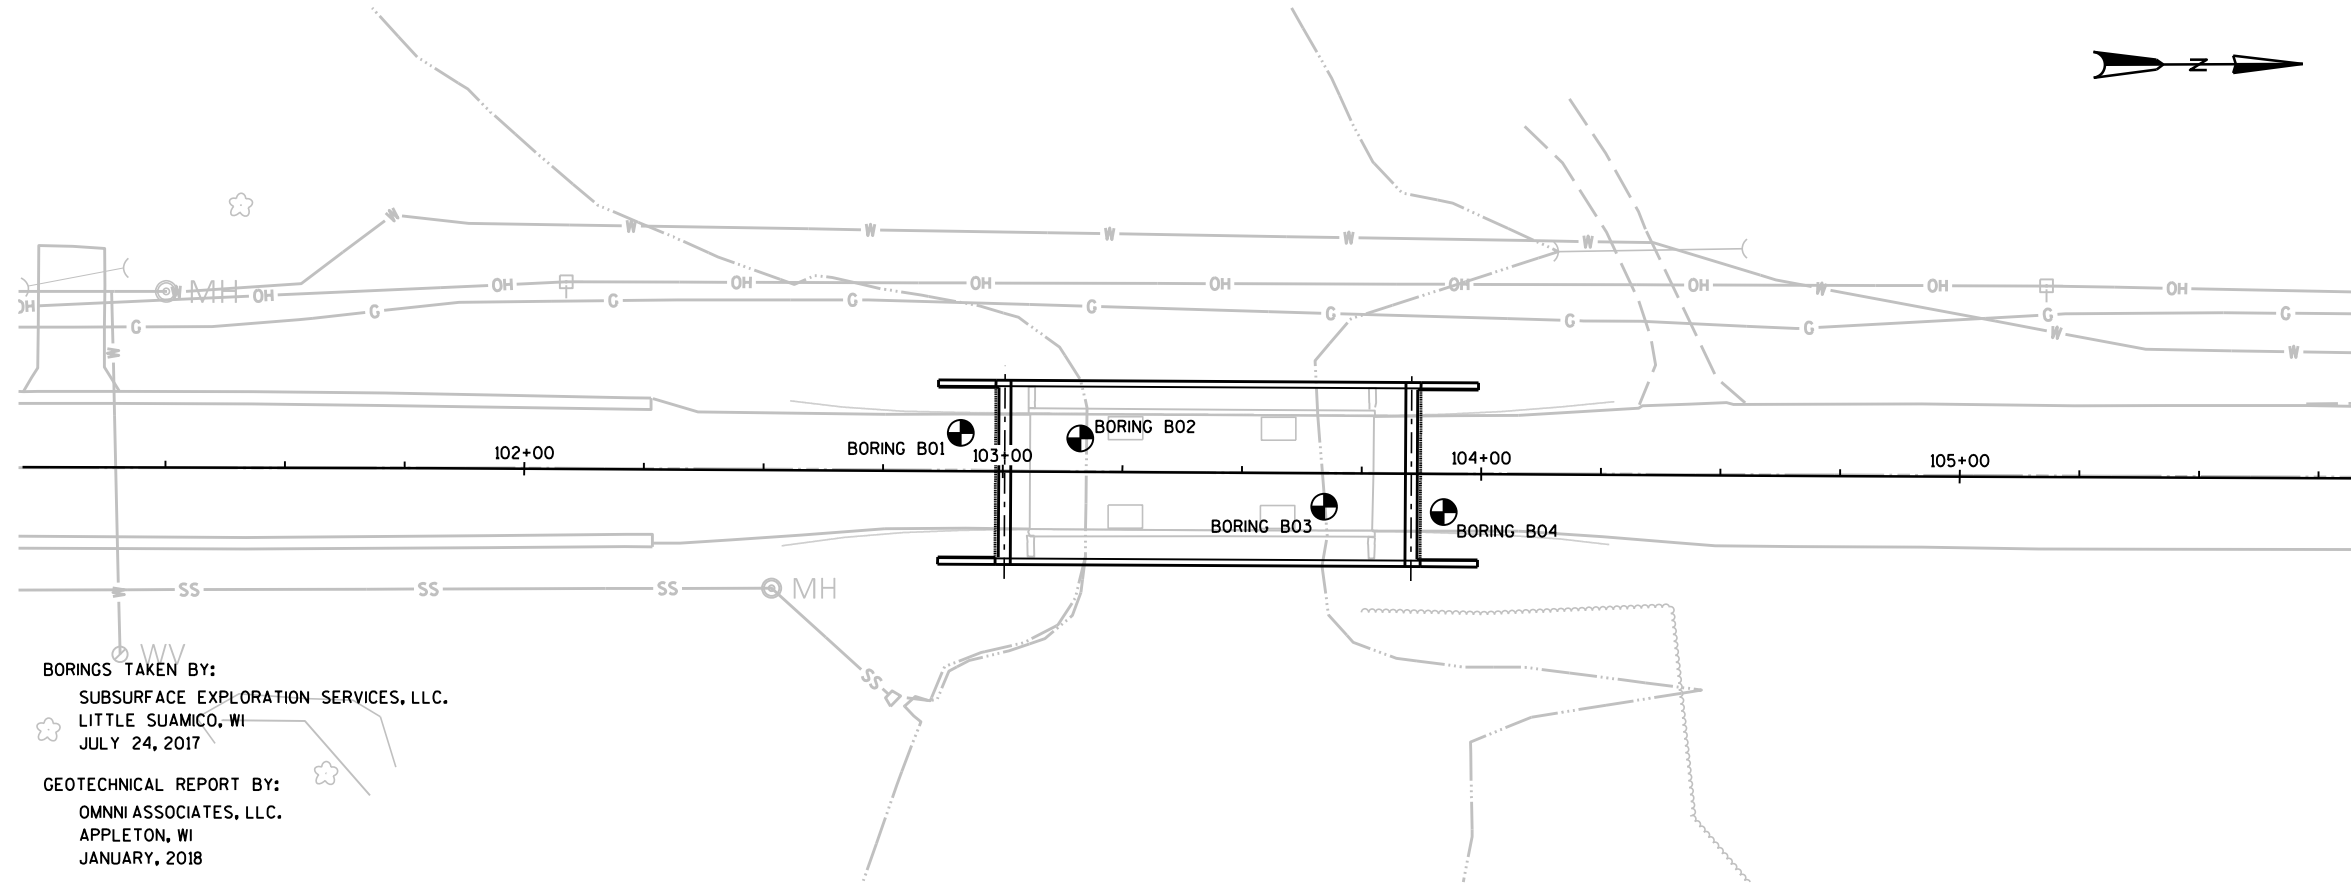 N
W W W W W W
MH W OH OH OH OH OH OH OH W OH OH
OH G G G G G G G G G G
W W W
BORING B01 BORING B02
102+00 103+00 104+00 105+00
BORING B03 BORING B04
W SS SS SS MH
WV SS
BORINGS TAKEN BY:
SUBSURFACE EXPLORATION SERVICES, LLC.
LITTLE SUAMICO, WI
JULY 24, 2017
GEOTECHNICAL REPORT BY:
OMNNI ASSOCIATES, LLC.
APPLETON, WI
JANUARY, 2018